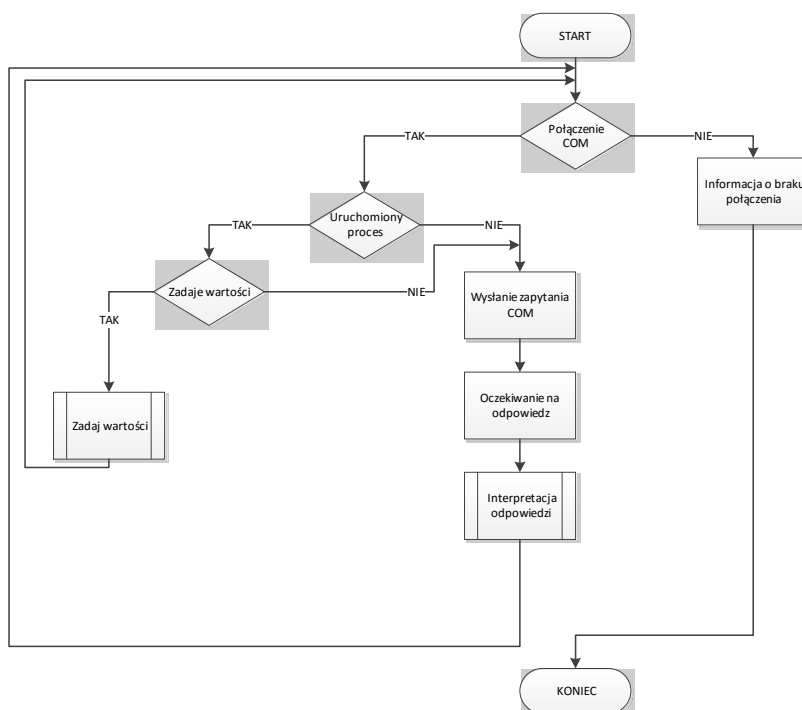 START
Połączenie
COM
TAK
NIE
Informacja o braku
połączenia
Uruchomiony
proces
TAK
NIE
Zadaje wartości
NIE
Wysłanie zapytania
COM
TAK
Oczekiwanie na
odpowiedz
Zadaj wartości
Interpretacja
odpowiedzi
KONIEC